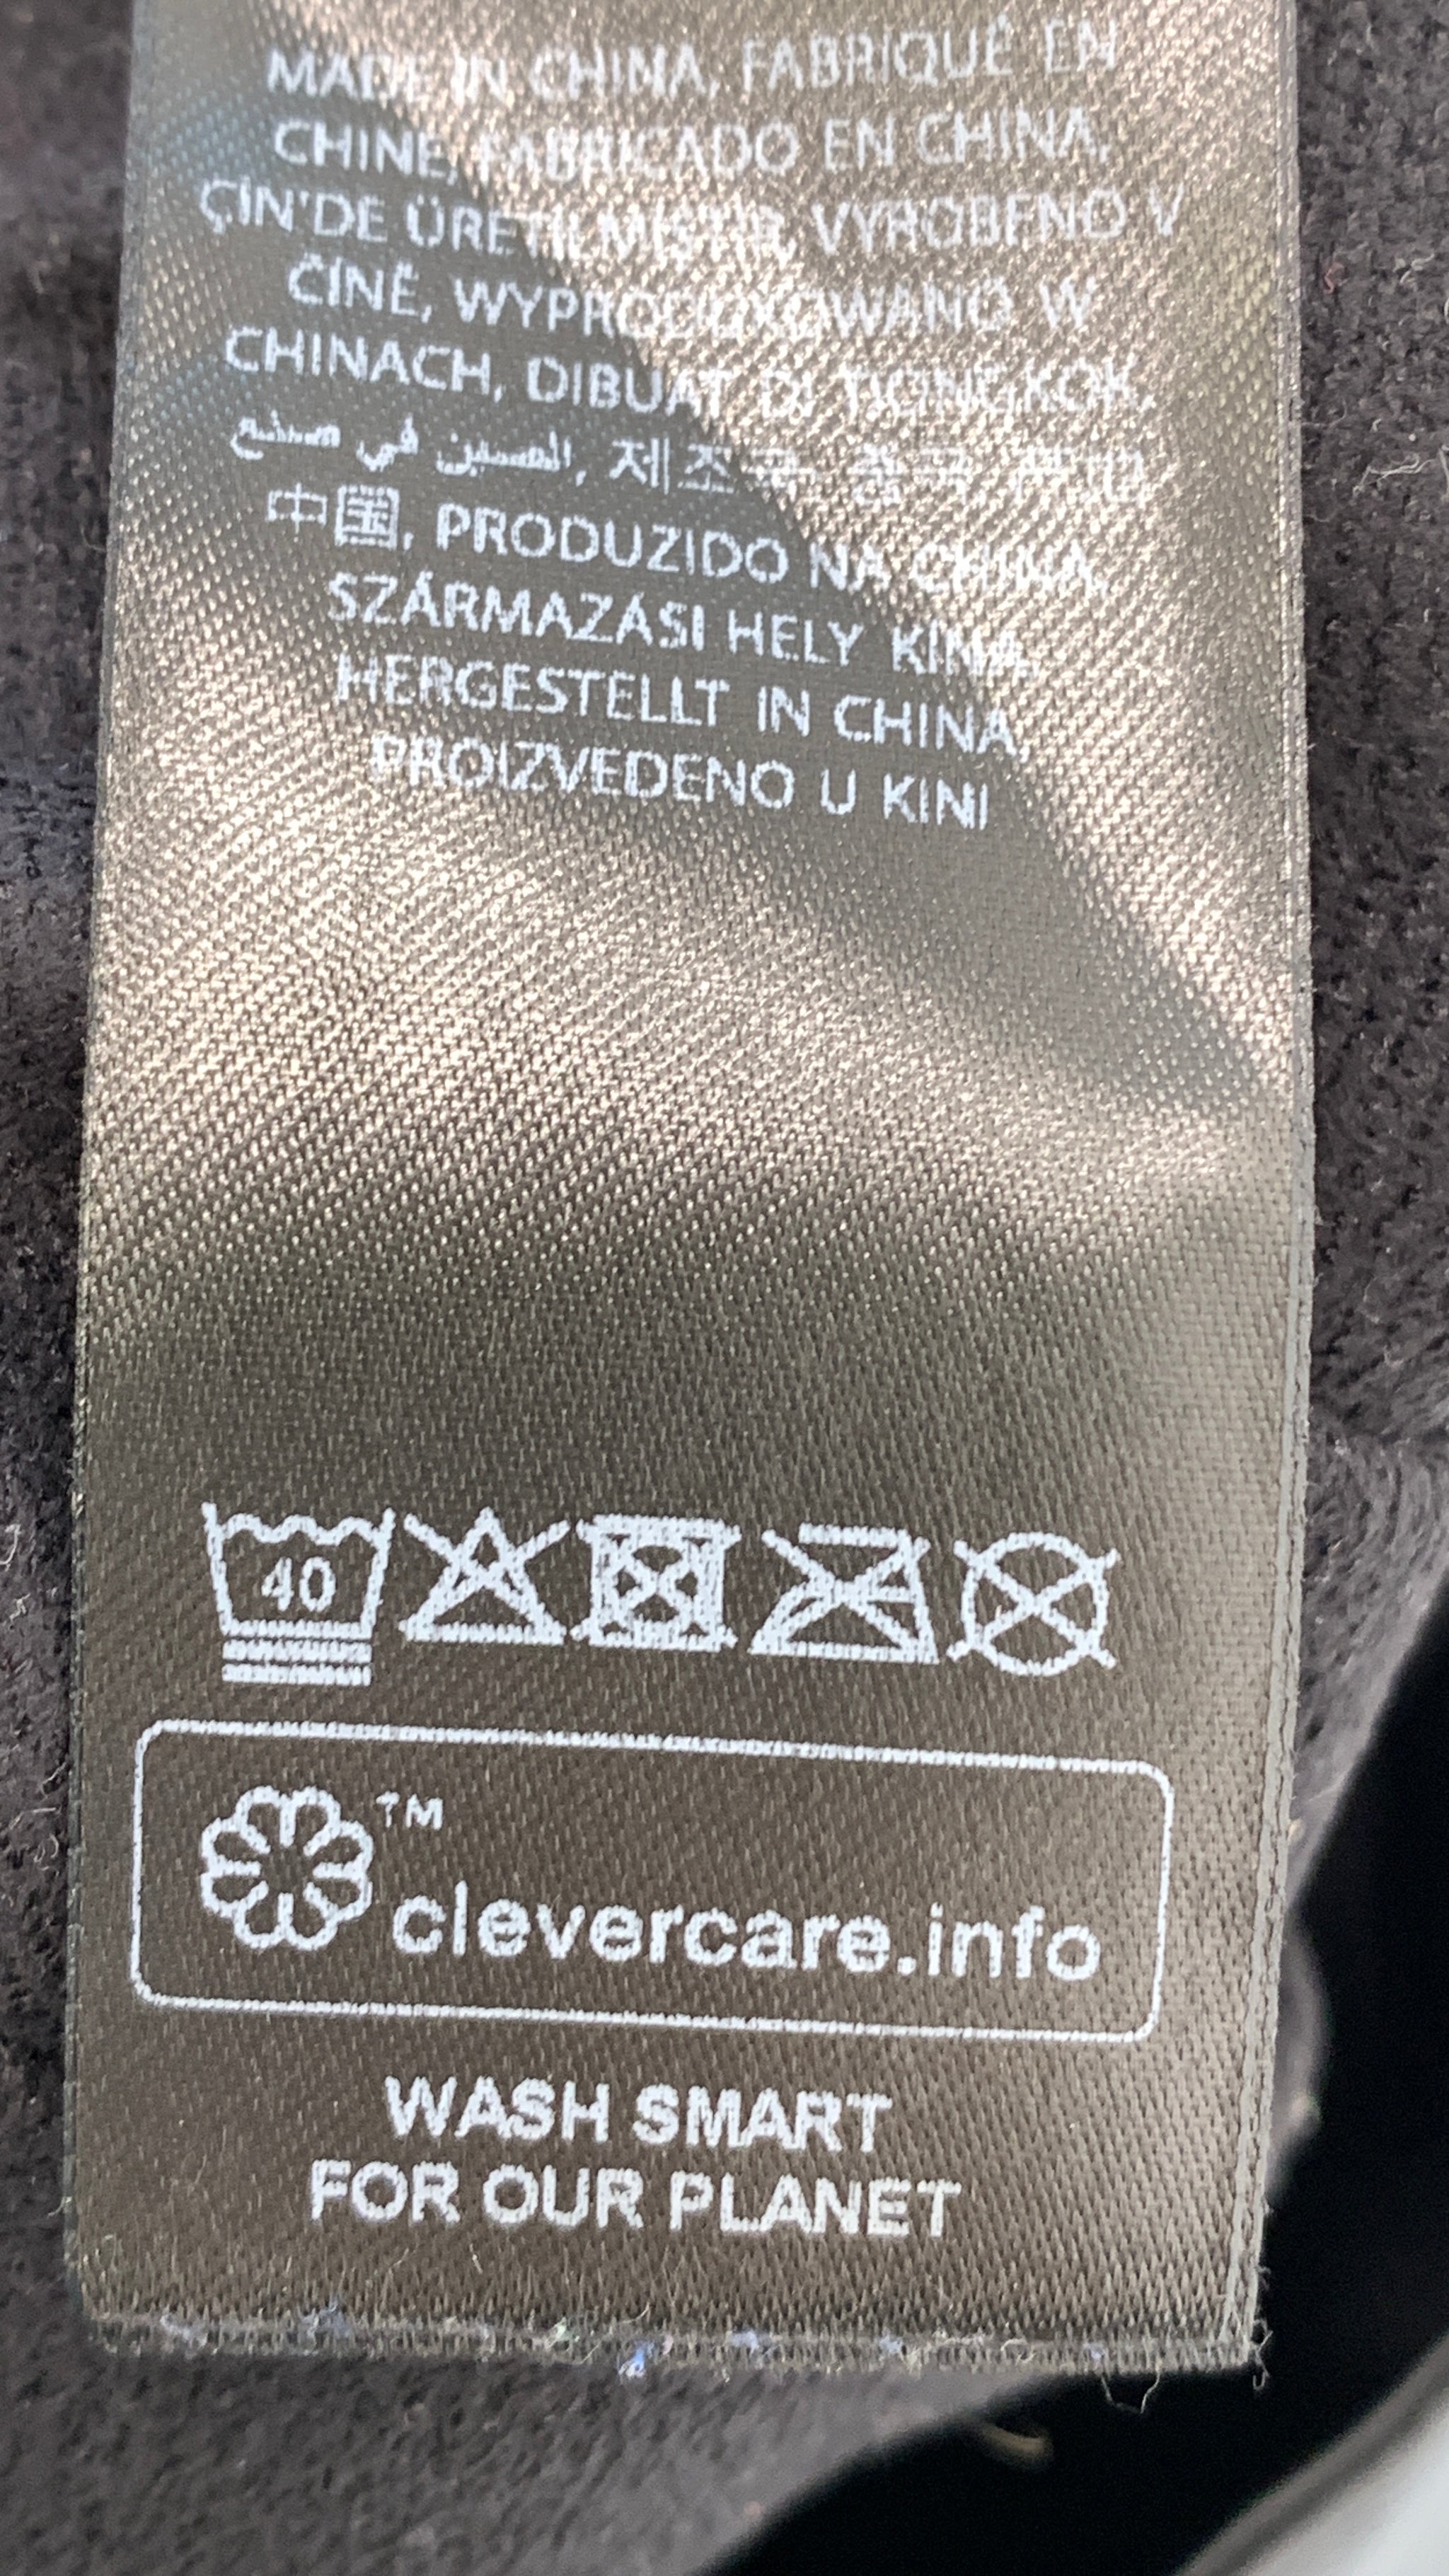 MADE IN CHINA, FABRIQUÉ EN
CHINE, FABRICADO EN CHINA,
ÇİN'DE ÜRETİLMİŞTİR, VYROBENO V
ČÍNĚ, WYPRODUKOWANO W
CHINACH, DIBUAT DI TIONGKOK,
صنع في الصين, 제조국: 중국, 产地:
中国, PRODUZIDO NA CHINA,
SZÁRMAZÁSI HELY KÍNA,
HERGESTELLT IN CHINA,
PROIZVEDENO U KINI
40
TM
clevercare.info
WASH SMART
FOR OUR PLANET